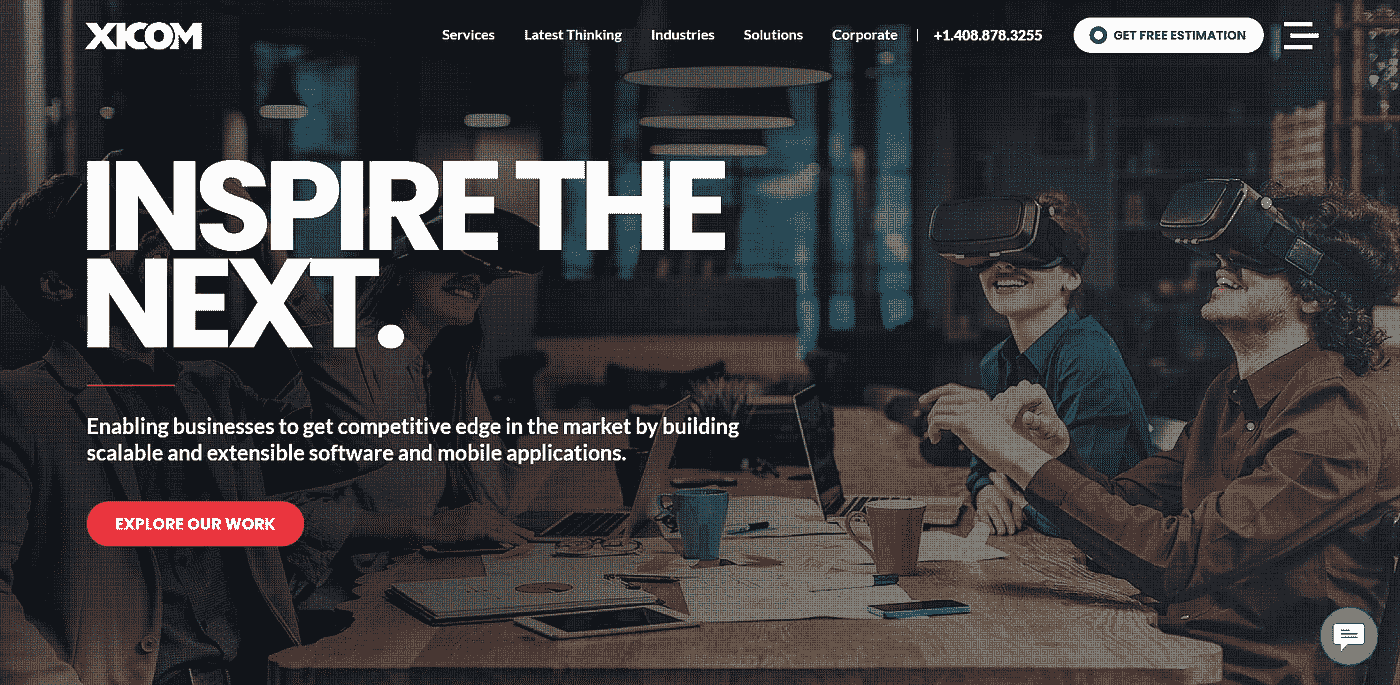 XICOM
Services Latest Thinking Industries Solutions Corporate | +1.408.878.3255 GET FREE ESTIMATION
INSPIRE THE
NEXT.
Enabling businesses to get competitive edge in the market by building
scalable and extensible software and mobile applications.
EXPLORE OUR WORK